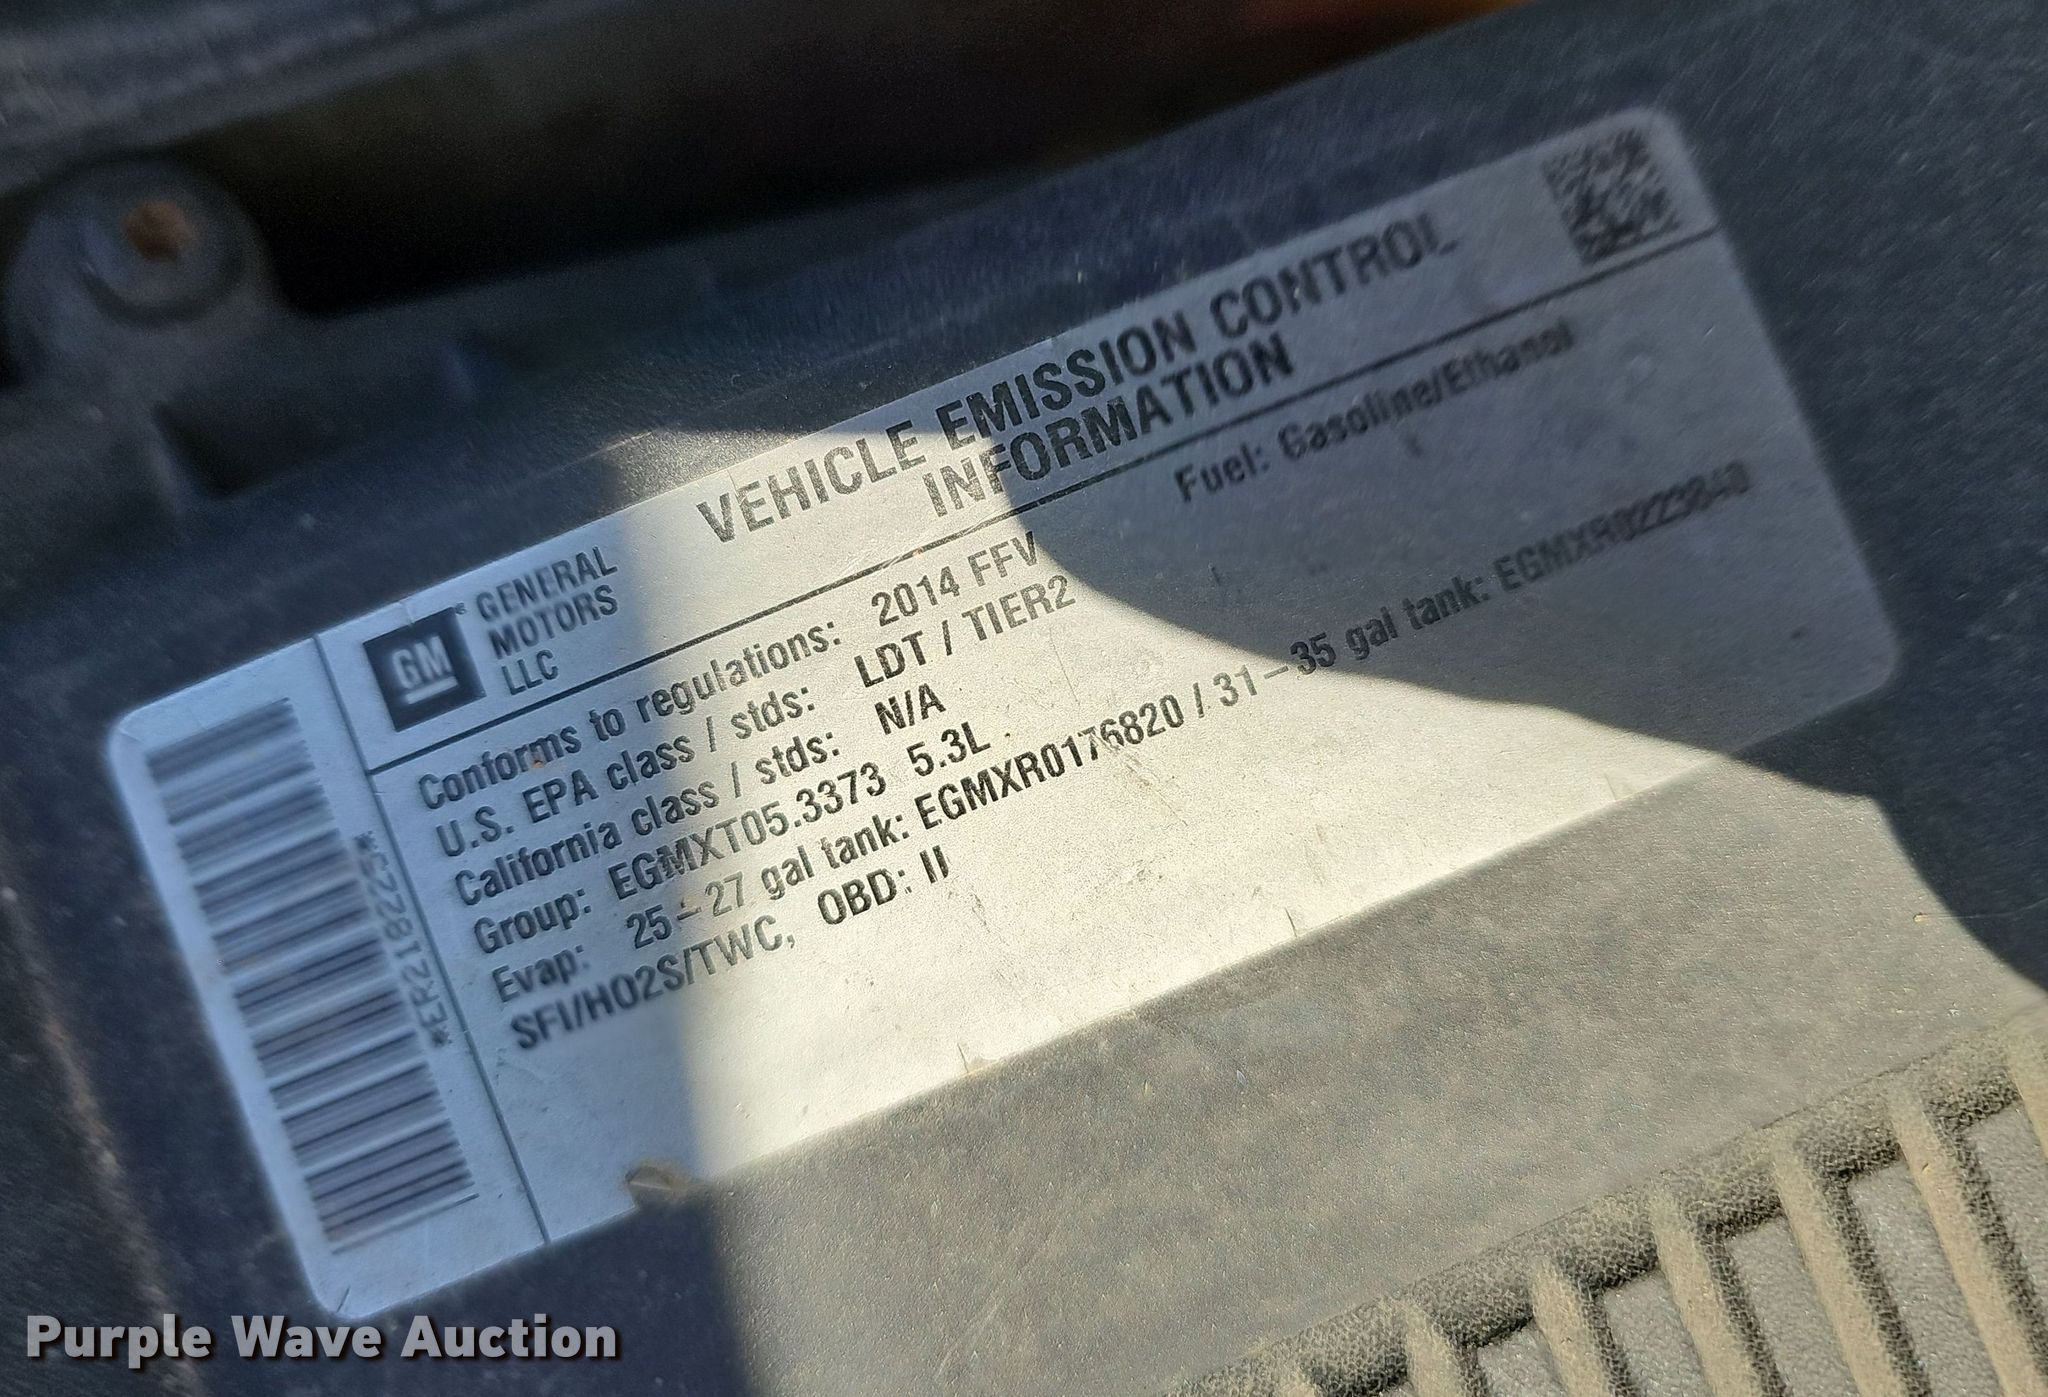 VEHICLE EMISSION CONTROL
INFORMATION
GM®
GENERAL
MOTORS
LLC
Conforms to regulations: 2014 FFV Fuel: Gasoline/Ethanol
U.S. EPA class / stds: LDT / TIER2
California class / stds: N/A
Group: EGMXT05.3373 5.3L
Evap: 25-27 gal tank: EGMXR0176820 / 31-35 gal tank: EGMXR0223840
SFI/HO2S/TWC, OBD: II
Purple Wave Auction